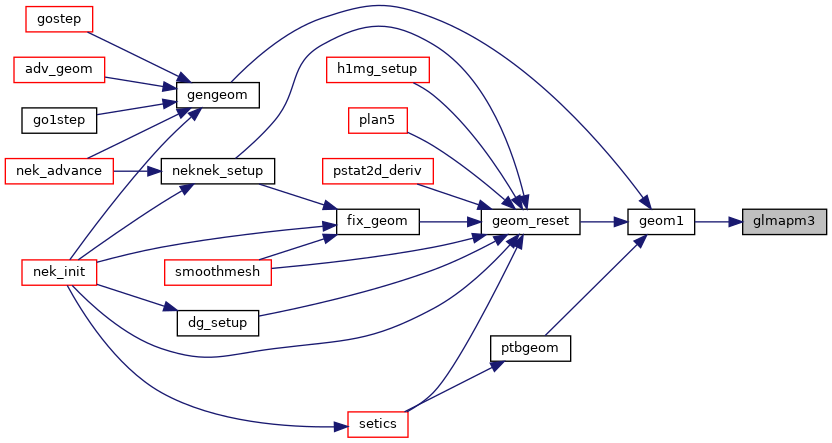 gostep
adv_geom
gengeom
h1mg_setup
go1step
plan5
nek_advance
neknek_setup
pstat2d_deriv
fix_geom
geom_reset
geom1
glmapm3
nek_init
smoothmesh
dg_setup
ptbgeom
setics